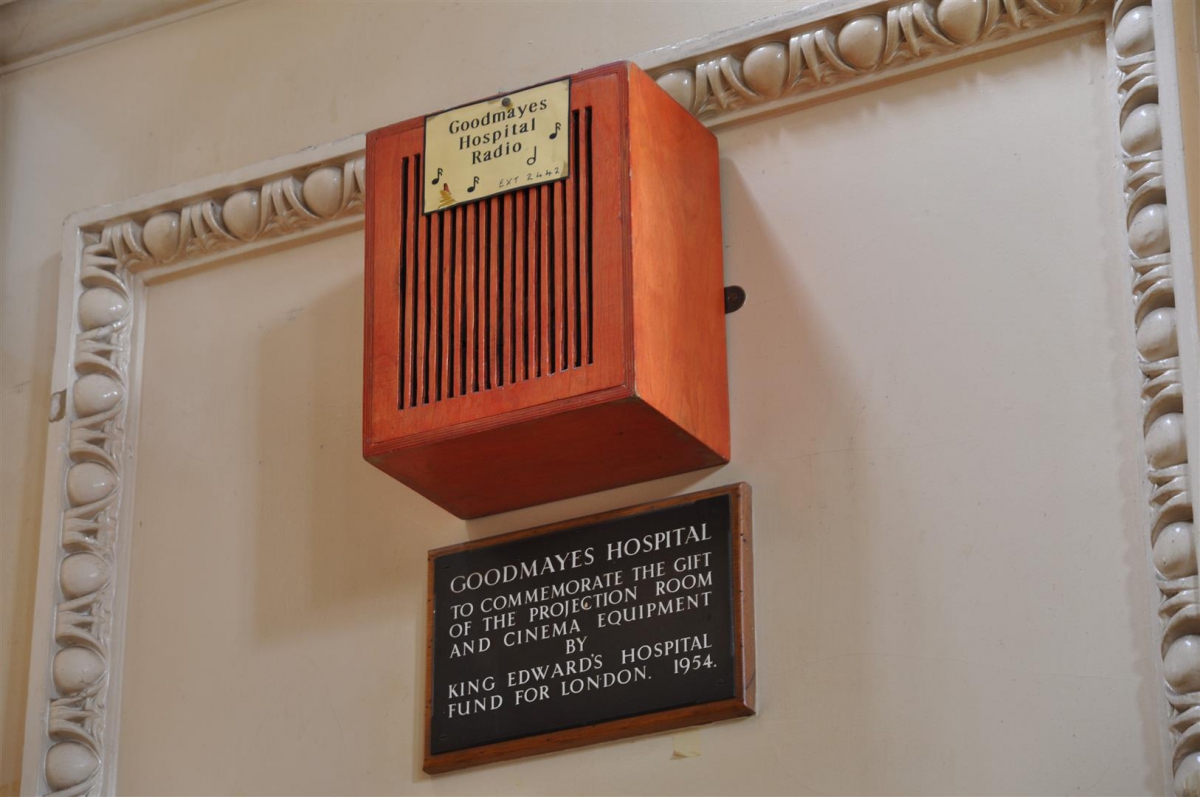 Goodmayes
Hospital
Radio
EXT 2442
GOODMAYES HOSPITAL
TO COMMEMORATE THE GIFT
OF THE PROJECTION ROOM
AND CINEMA EQUIPMENT
BY
KING EDWARD'S HOSPITAL
FUND FOR LONDON. 1954.